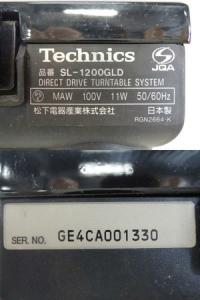 Technics
JQA
品番 SL-1200GLD
DIRECT DRIVE TURNTABLE SYSTEM
MAW 100V 11W 50/60Hz
松下電器産業株式会社 日本製
RGN2664-K
SER. NO. GE4CA001330